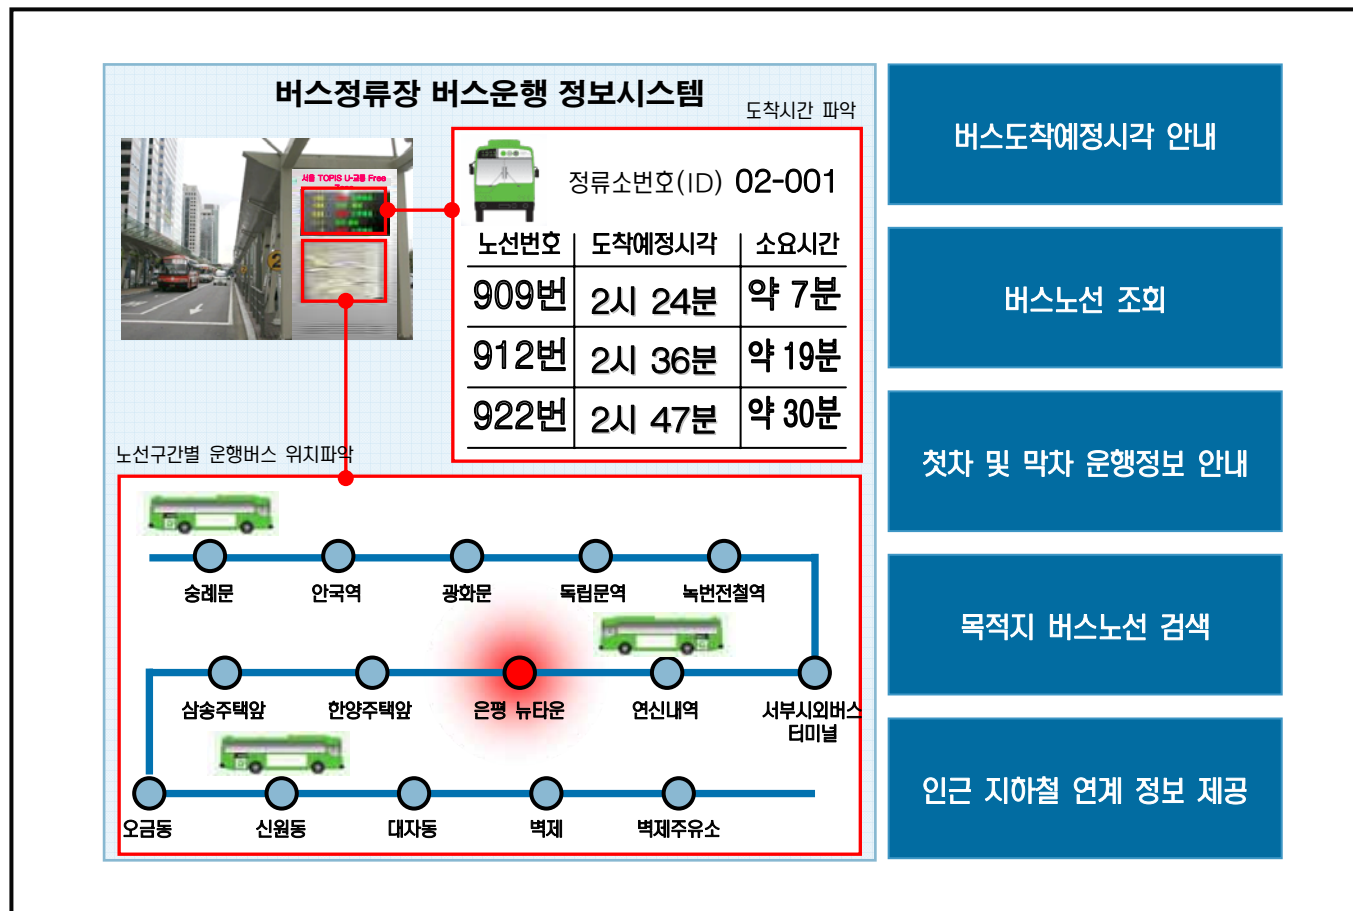 버스정류장 버스운행 정보시스템
도착시간 파악
서울 TOPIS U-교통 Free
Zone
정류소번호(ID) 02-001
노선번호 도착예정시각 소요시간
909번 2시 24분 약 7분
912번 2시 36분 약 19분
922번 2시 47분 약 30분
노선구간별 운행버스 위치파악
숭례문 안국역 광화문 독립문역 녹번전철역
삼송주택앞 한양주택앞 은평 뉴타운 연신내역 서부시외버스
터미널
오금동 신원동 대자동 벽제 벽제주유소
버스도착예정시각 안내
버스노선 조회
첫차 및 막차 운행정보 안내
목적지 버스노선 검색
인근 지하철 연계 정보 제공